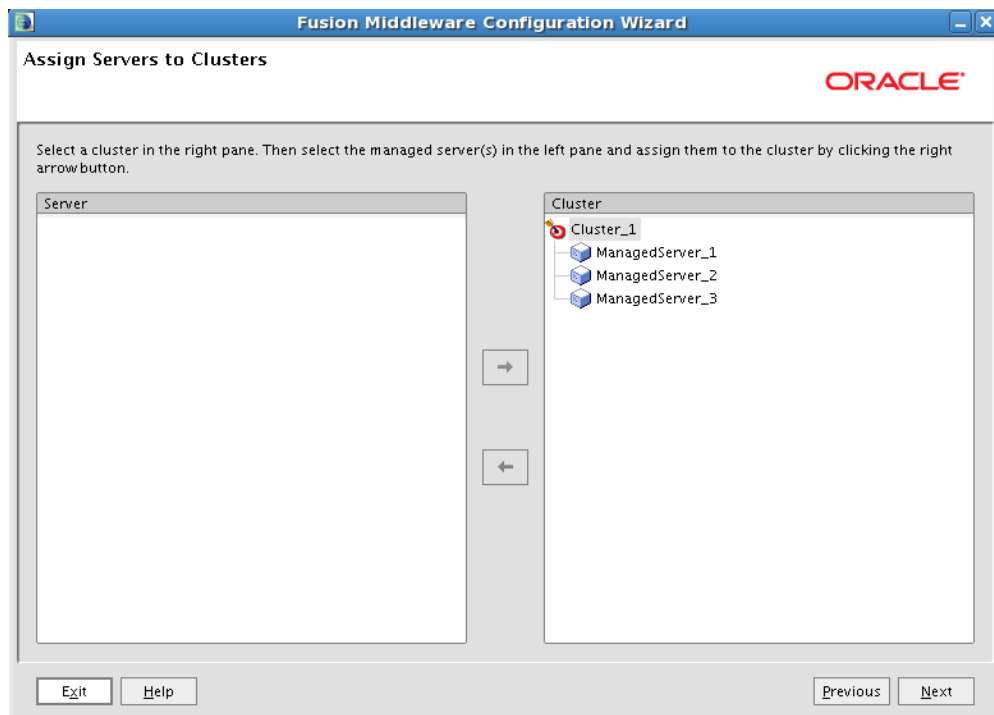 Fusion Middleware Configuration Wizard
Assign Servers to Clusters
ORACLE
Select a cluster in the right pane. Then select the managed server(s) in the left pane and assign them to the cluster by clicking the right
arrow button.
Server
Cluster
Cluster_1
ManagedServer_1
ManagedServer_2
ManagedServer_3
Exit
Help
Previous
Next